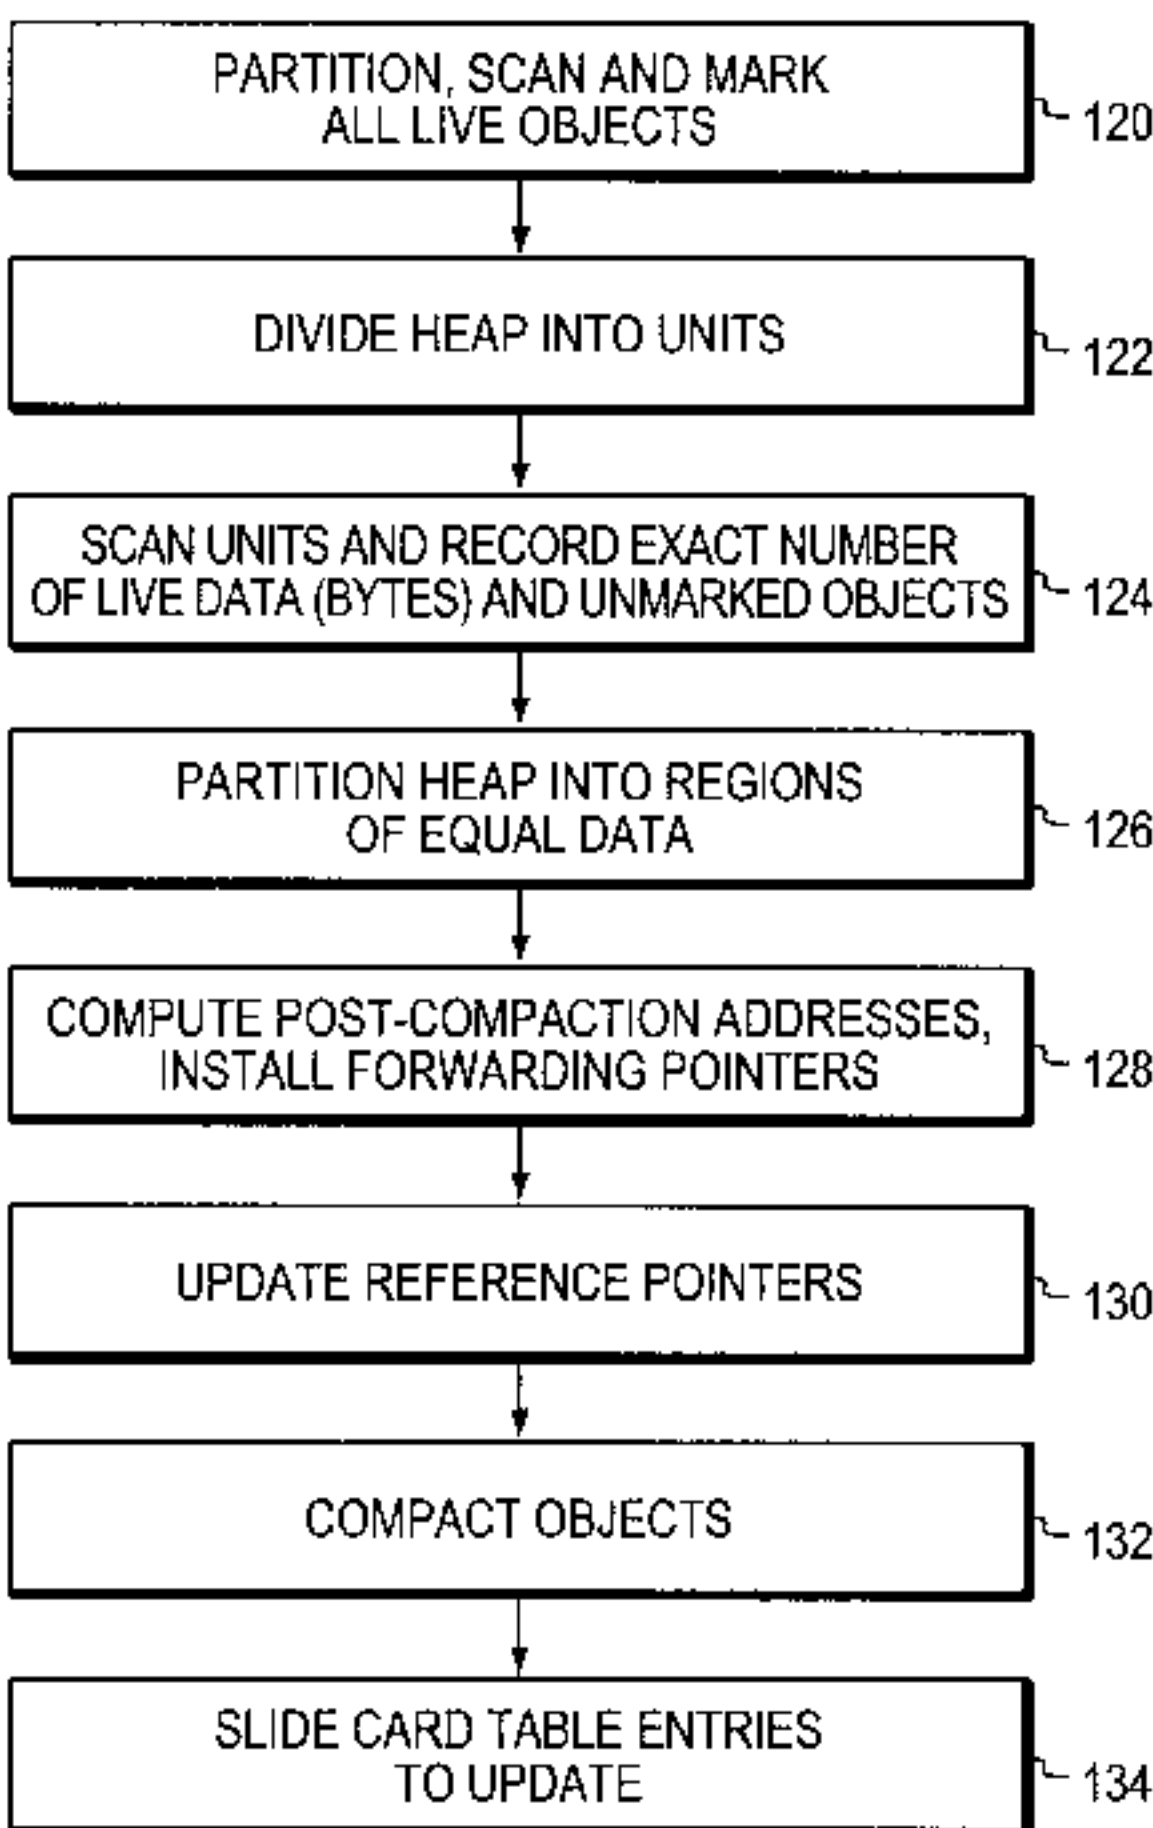 PARTITION, SCAN AND MARK
ALL LIVE OBJECTS
120
DIVIDE HEAP INTO UNITS
122
SCAN UNITS AND RECORD EXACT NUMBER
OF LIVE DATA (BYTES) AND UNMARKED OBJECTS
124
PARTITION HEAP INTO REGIONS
OF EQUAL DATA
126
COMPUTE POST-COMPACTION ADDRESSES,
INSTALL FORWARDING POINTERS
128
UPDATE REFERENCE POINTERS
130
COMPACT OBJECTS
132
SLIDE CARD TABLE ENTRIES
TO UPDATE
134